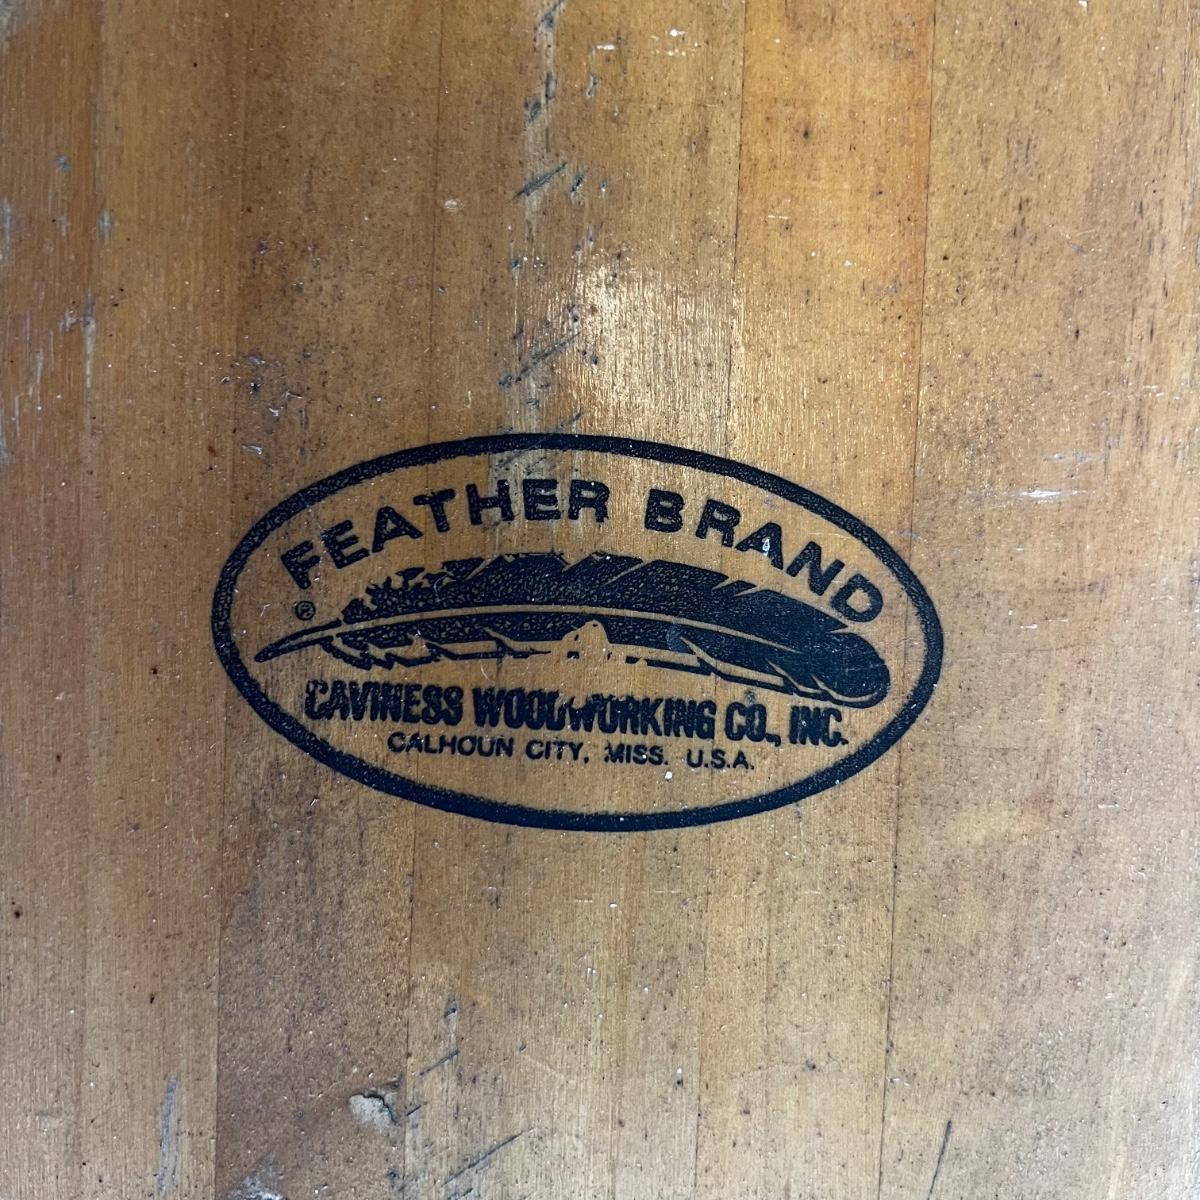 FEATHER BRAND
®
CAVINESS WOODWORKING CO., INC.
CALHOUN CITY, MISS. U.S.A.